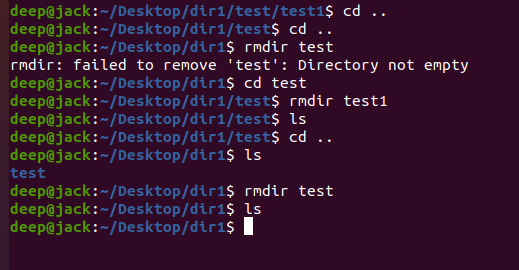 deep@jack:~/Desktop/dir1/test/test1$ cd ..
deep@jack:~/Desktop/dir1/test$ cd ..
deep@jack:~/Desktop/dir1$ rmdir test
rmdir: failed to remove 'test': Directory not empty
deep@jack:~/Desktop/dir1$ cd test
deep@jack:~/Desktop/dir1/test$ rmdir test1
deep@jack:~/Desktop/dir1/test$ ls
deep@jack:~/Desktop/dir1/test$ cd ..
deep@jack:~/Desktop/dir1$ ls
test
deep@jack:~/Desktop/dir1$ rmdir test
deep@jack:~/Desktop/dir1$ ls
deep@jack:~/Desktop/dir1$